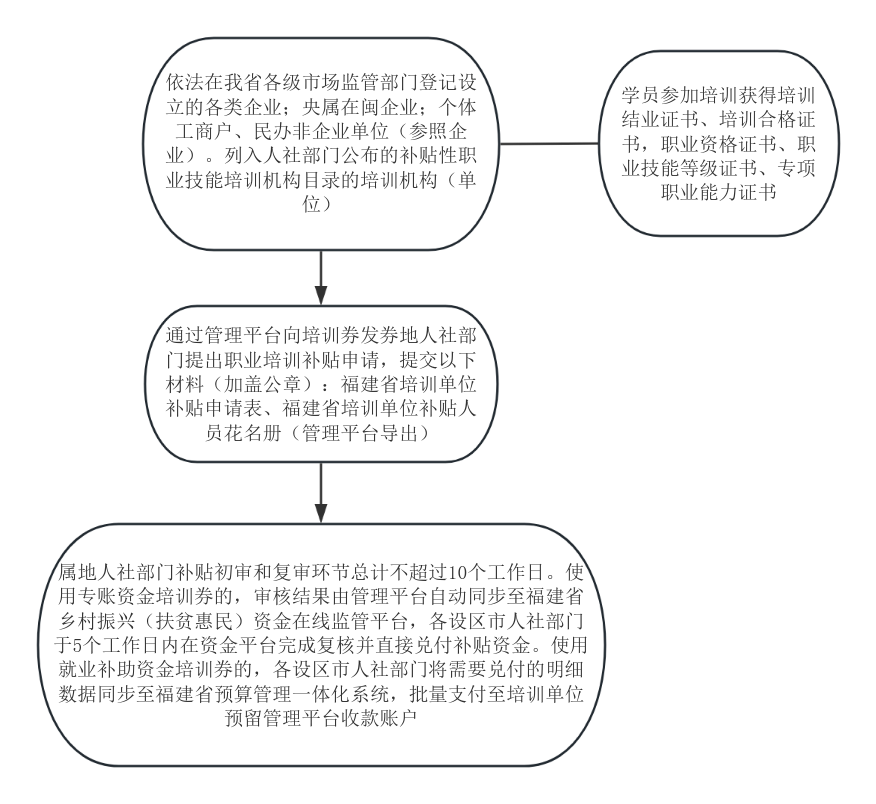 依法在我省各级市场监管部门登记设
立的各类企业；央属在闽企业；个体
工商户、民办非企业单位（参照企
业）。列入人社部门公布的补贴性职
业技能培训机构目录的培训机构（单
位）
学员参加培训获得培训
结业证书、培训合格证
书，职业资格证书、职
业技能等级证书、专项
职业能力证书
通过管理平台向培训券发券地人社部
门提出职业培训补贴申请，提交以下
材料（加盖公章）：福建省培训单位
补贴申请表、福建省培训单位补贴人
员花名册（管理平台导出）
属地人社部门补贴初审和复审环节总计不超过10个工作日。使
用专账资金培训券的，审核结果由管理平台自动同步至福建省
乡村振兴（扶贫惠民）资金在线监管平台，各设区市人社部门
于5个工作日内在资金平台完成复核并直接兑付补贴资金。使用
就业补助资金培训券的，各设区市人社部门将需要兑付的明细
数据同步至福建省预算管理一体化系统，批量支付至培训单位
预留管理平台收款账户